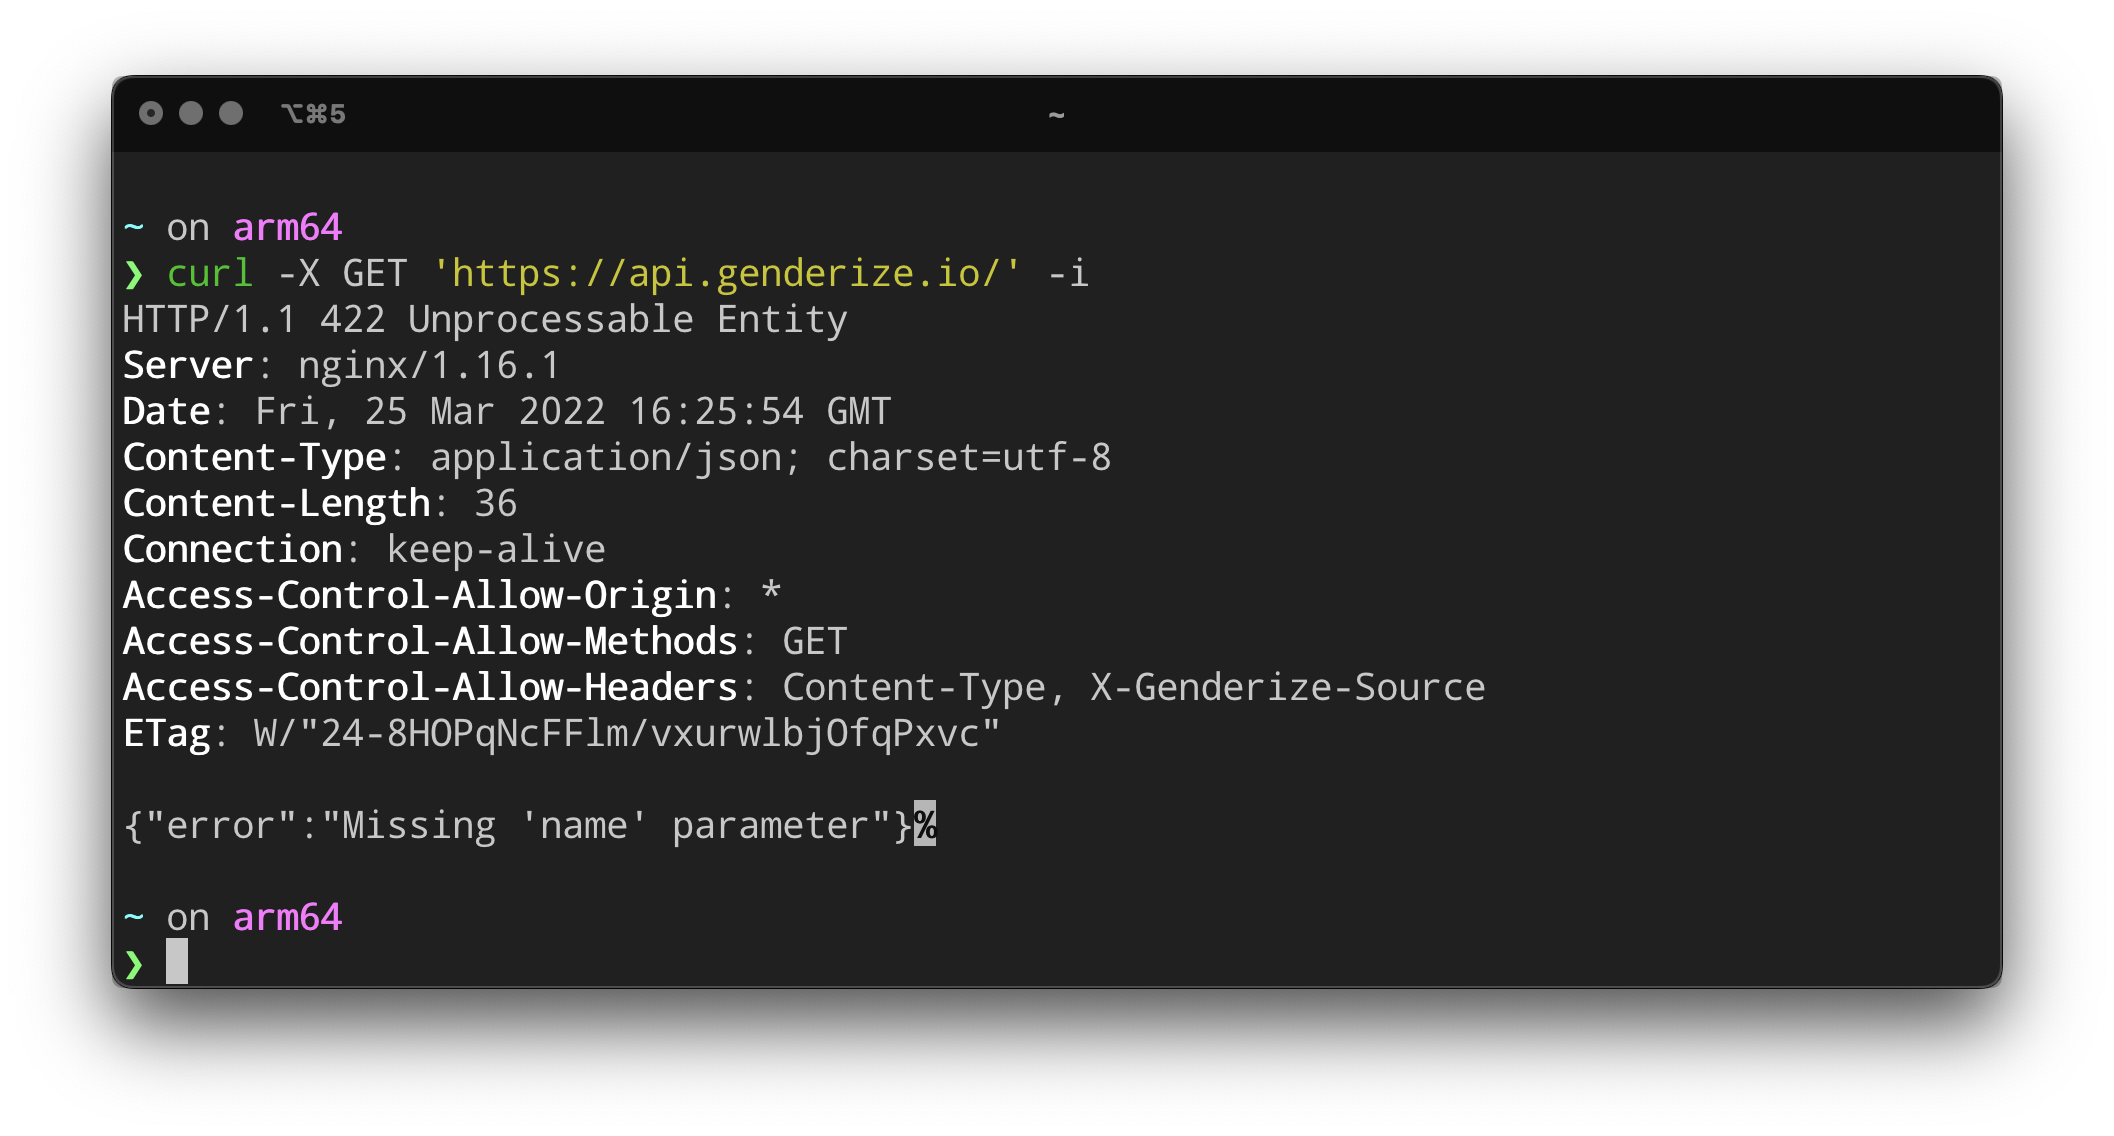 ⌥⌘5 ~
~ on arm64
❯ curl -X GET 'https://api.genderize.io/' -i
HTTP/1.1 422 Unprocessable Entity
Server: nginx/1.16.1
Date: Fri, 25 Mar 2022 16:25:54 GMT
Content-Type: application/json; charset=utf-8
Content-Length: 36
Connection: keep-alive
Access-Control-Allow-Origin: *
Access-Control-Allow-Methods: GET
Access-Control-Allow-Headers: Content-Type, X-Genderize-Source
ETag: W/"24-8HOPqNcFFlm/vxurwlbjOfqPxvc"
{"error":"Missing 'name' parameter"}%
~ on arm64
❯